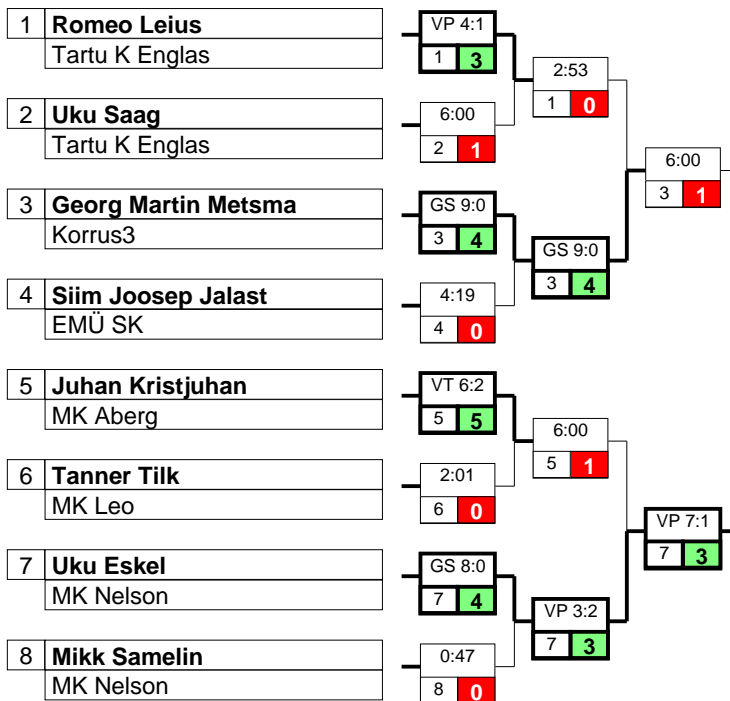 1 Romeo Leius
Tartu K Englas
VP 4:1
1 3
2:53
1 0
2 Uku Saag
Tartu K Englas
6:00
2 1
6:00
3 1
3 Georg Martin Metsma
Korrus3
GS 9:0
3 4
GS 9:0
3 4
4 Siim Joosep Jalast
EMÜ SK
4:19
4 0
5 Juhan Kristjuhan
MK Aberg
VT 6:2
5 5
6:00
5 1
6 Tanner Tilk
MK Leo
2:01
6 0
VP 7:1
7 3
7 Uku Eskel
MK Nelson
GS 8:0
7 4
VP 3:2
7 3
8 Mikk Samelin
MK Nelson
0:47
8 0